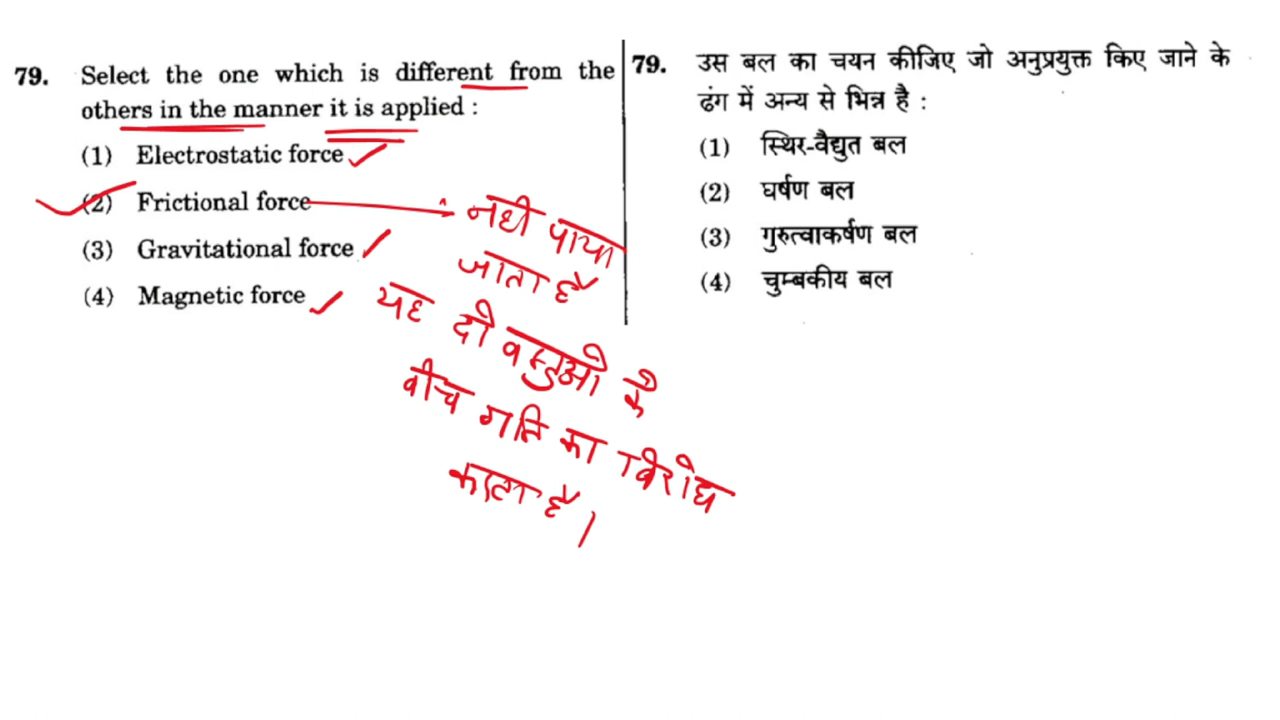 79. Select the one which is different from the
others in the manner it is applied :
(1) Electrostatic force
(2) Frictional force
(3) Gravitational force
(4) Magnetic force
79. उस बल का चयन कीजिए जो अनुप्रयुक्त किए जाने के
ढंग में अन्य से भिन्न है :
(1) स्थिर-वैद्युत बल
(2) घर्षण बल
(3) गुरुत्वाकर्षण बल
(4) चुम्बकीय बल
नही पाया
जाता है
यह दो वस्तुओ के
बीच गति का विरोध
करता है।